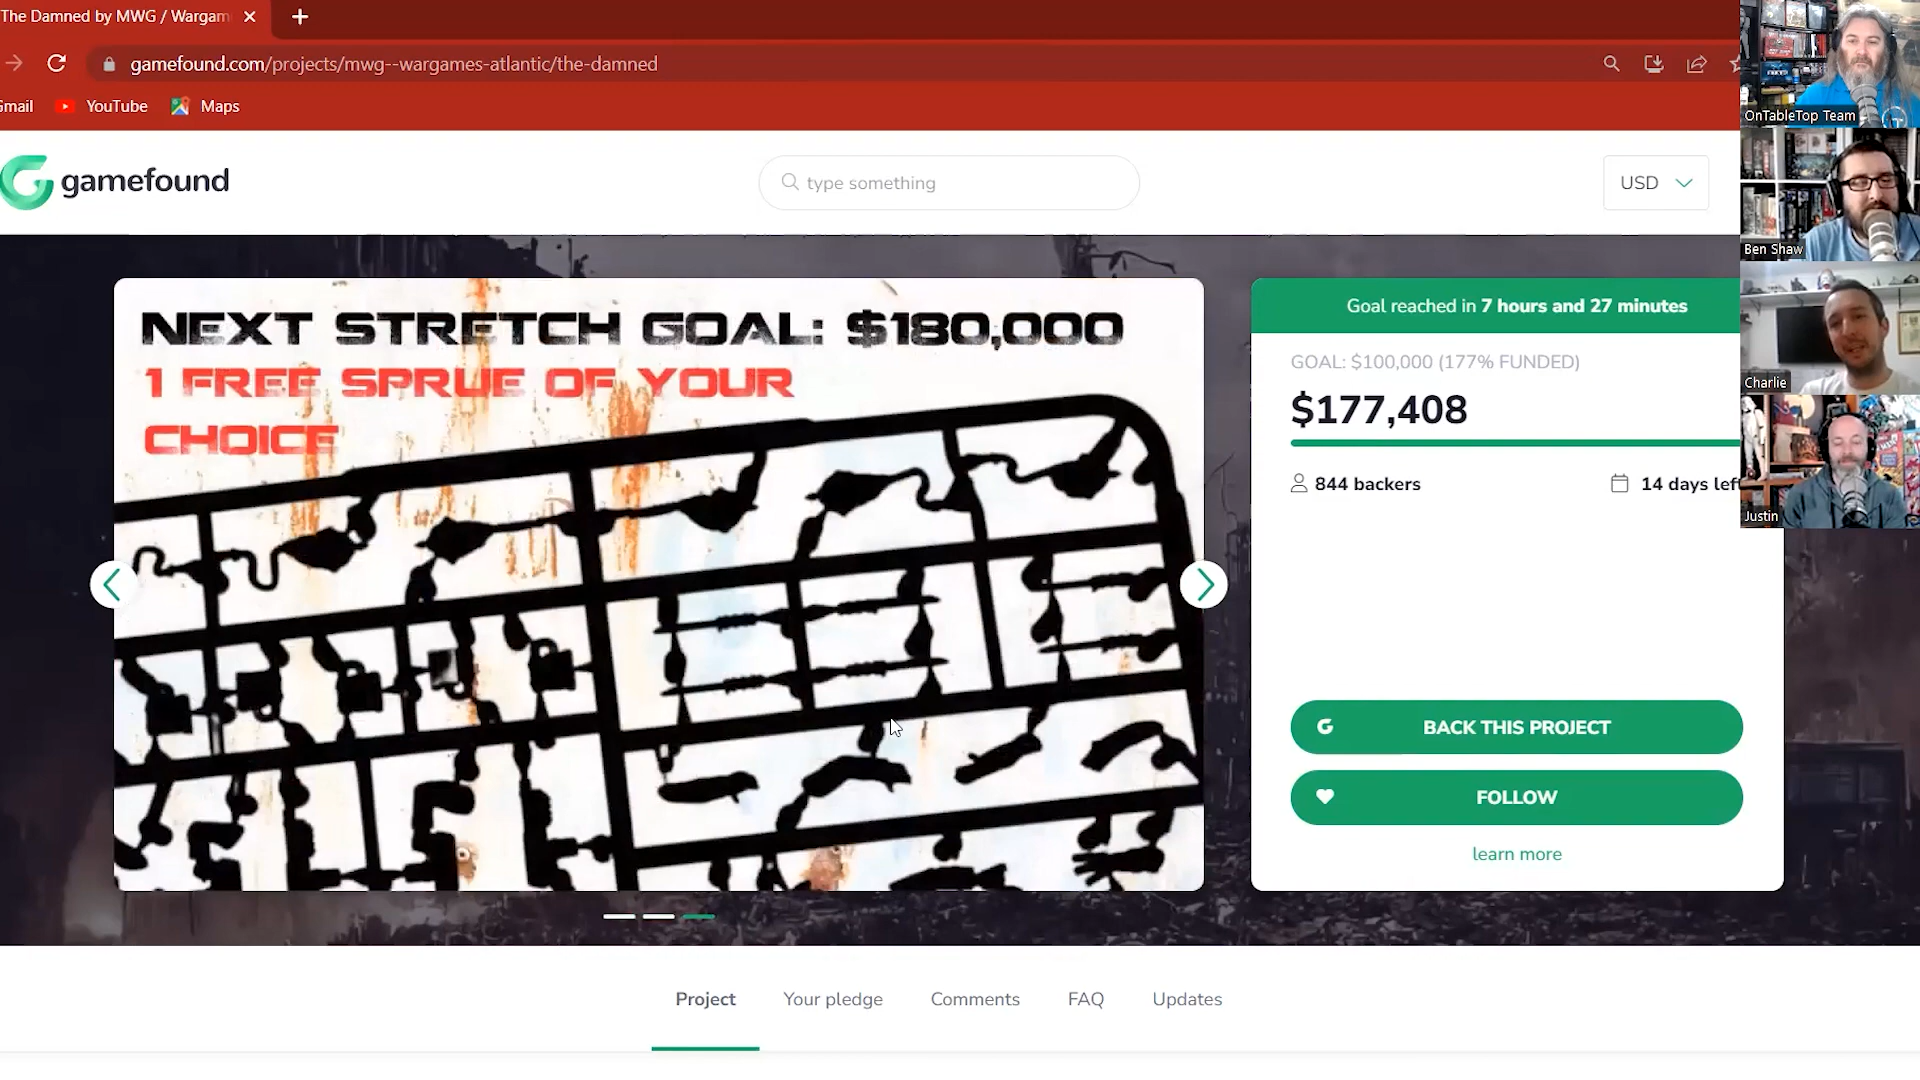 The Damned by MWG / Wargam
gamefound.com/projects/mwg--wargames-atlantic/the-damned
Gmail
YouTube
Maps
OnTableTop Team
gamefound
type something
USD
Ben Shaw
NEXT STRETCH GOAL: $180,000
1 FREE SPRUE OF YOUR
CHOICE
Goal reached in 7 hours and 27 minutes
GOAL: $100,000 (177% FUNDED)
$177,408
Charlie
844 backers
14 days left
Justin
BACK THIS PROJECT
FOLLOW
learn more
Project
Your pledge
Comments
FAQ
Updates